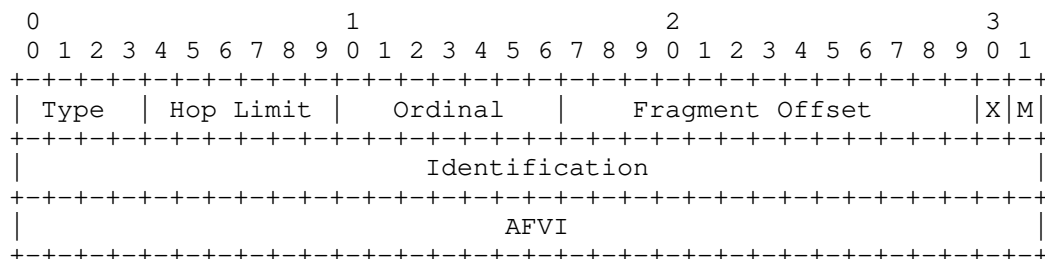 0                   1                   2                   3
 0 1 2 3 4 5 6 7 8 9 0 1 2 3 4 5 6 7 8 9 0 1 2 3 4 5 6 7 8 9 0 1
+-+-+-+-+-+-+-+-+-+-+-+-+-+-+-+-+-+-+-+-+-+-+-+-+-+-+-+-+-+-+-+-+
| Type  | Hop Limit |   Ordinal   |    Fragment Offset      |X|M|
+-+-+-+-+-+-+-+-+-+-+-+-+-+-+-+-+-+-+-+-+-+-+-+-+-+-+-+-+-+-+-+-+
|                         Identification                        |
+-+-+-+-+-+-+-+-+-+-+-+-+-+-+-+-+-+-+-+-+-+-+-+-+-+-+-+-+-+-+-+-+
|                              AFVI                             |
+-+-+-+-+-+-+-+-+-+-+-+-+-+-+-+-+-+-+-+-+-+-+-+-+-+-+-+-+-+-+-+-+